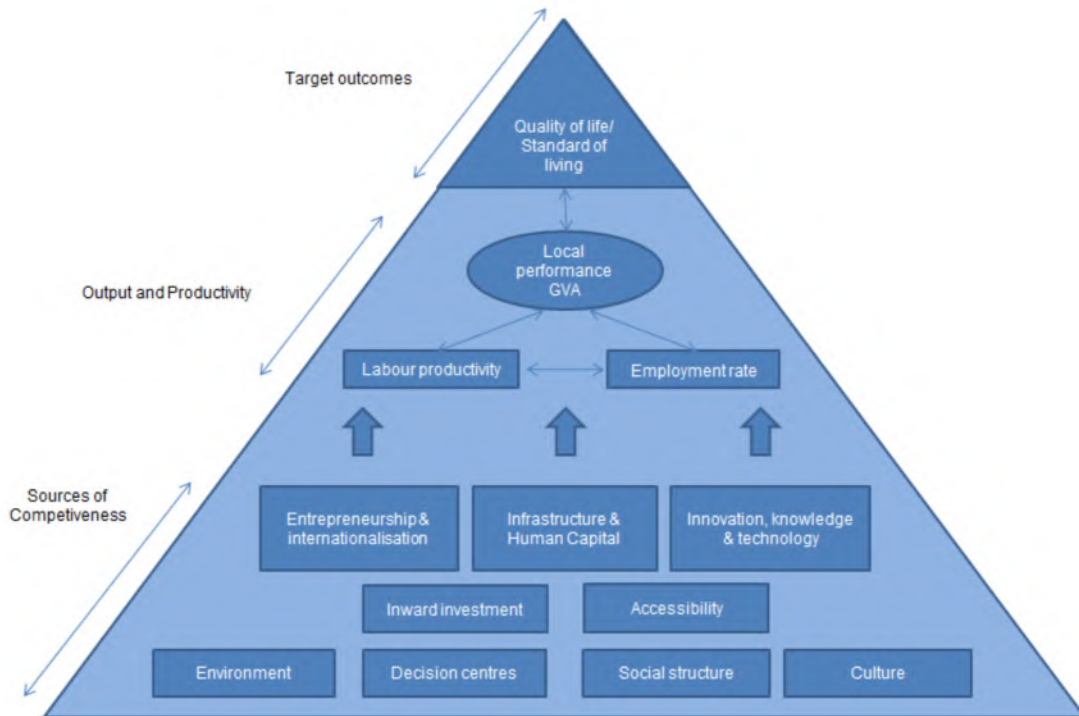 Target outcomes
Quality of life/
Standard of
living
Local
performance
GVA
Output and Productivity
Labour productivity
Employment rate
Sources of
Competiveness
Entrepreneurship &
internationalisation
Infrastructure &
Human Capital
Innovation, knowledge
& technology
Inward investment
Accessibility
Environment
Decision centres
Social structure
Culture